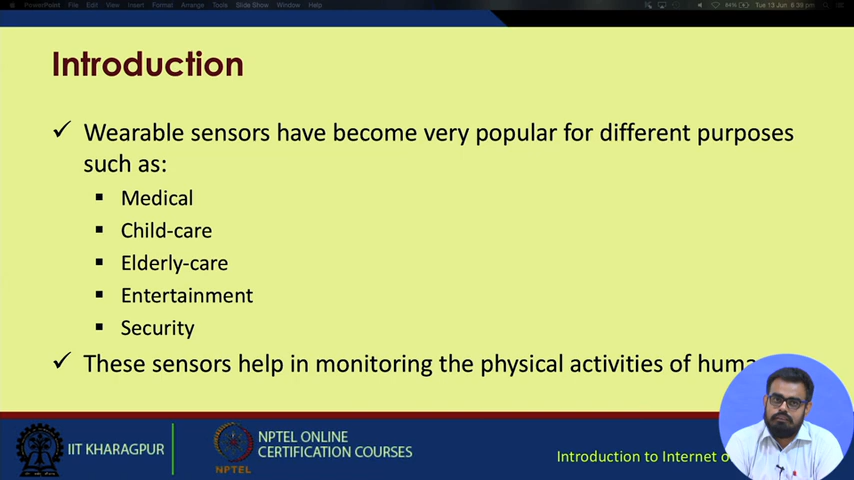 PowerPoint File Edit View Insert Format Arrange Tools Slide Show Window Help 84% Tue 13 Jun 6:38 pm
Introduction
✓ Wearable sensors have become very popular for different purposes
such as:
▪ Medical
▪ Child-care
▪ Elderly-care
▪ Entertainment
▪ Security
✓ These sensors help in monitoring the physical activities of
IIT KHARAGPUR
NPTEL
NPTEL ONLINE
CERTIFICATION COURSES
Introduction to Internet